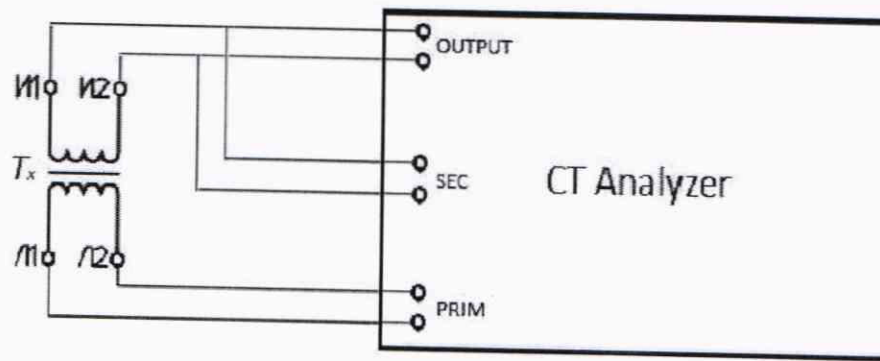 OUTPUT
И1 И2
Tx
SEC
CT Analyzer
Л1 Л2
PRIM